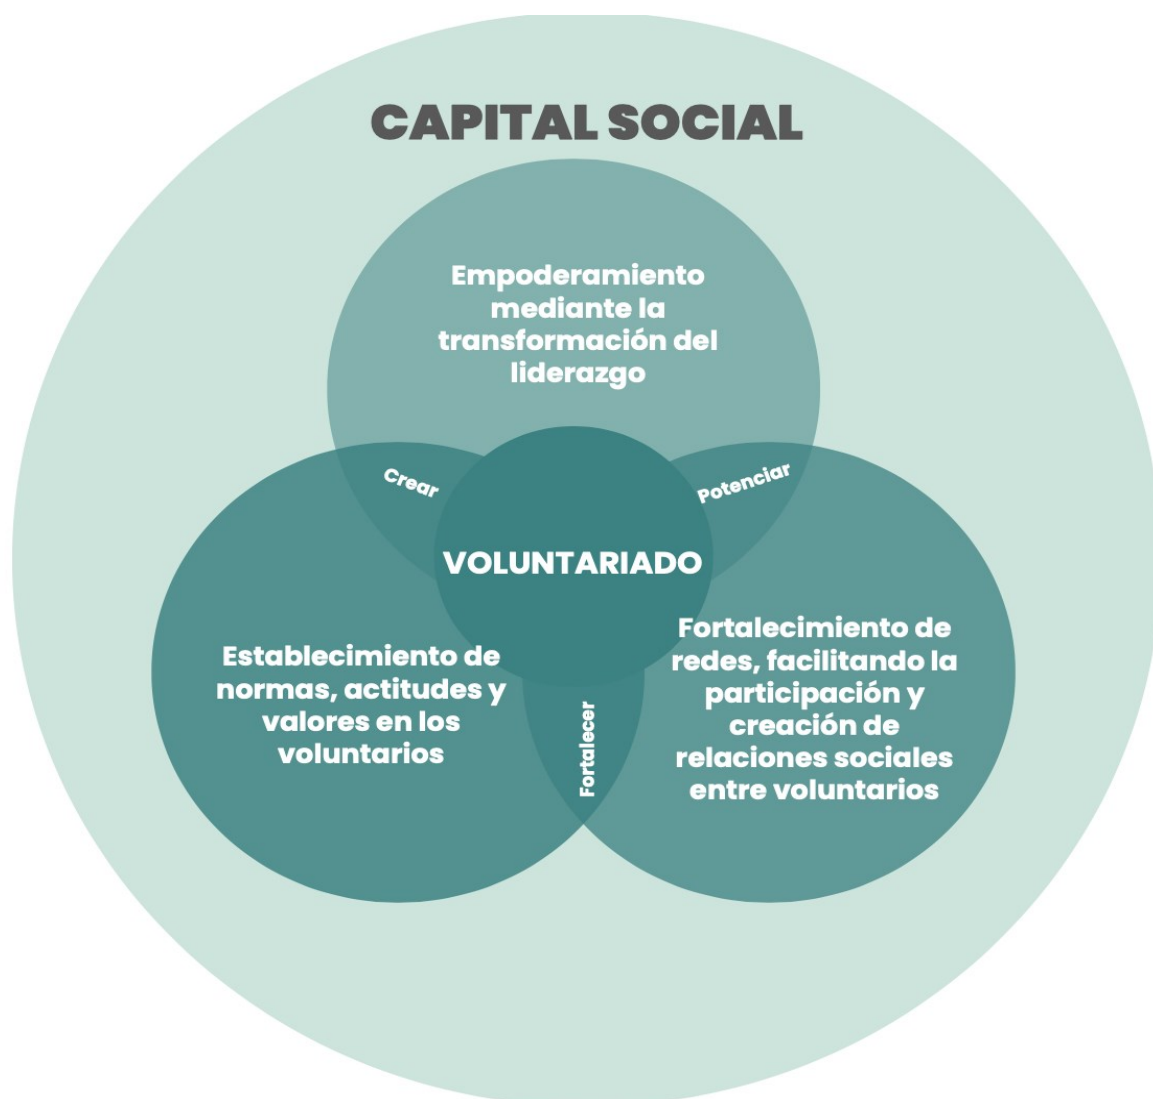 CAPITAL SOCIAL
Empoderamiento
mediante la
transformación del
liderazgo
Crear
Potenciar
VOLUNTARIADO
Establecimiento de
normas, actitudes y
valores en los
voluntarios
Fortalecer
Fortalecimiento de
redes, facilitando la
participación y
creación de
relaciones sociales
entre voluntarios